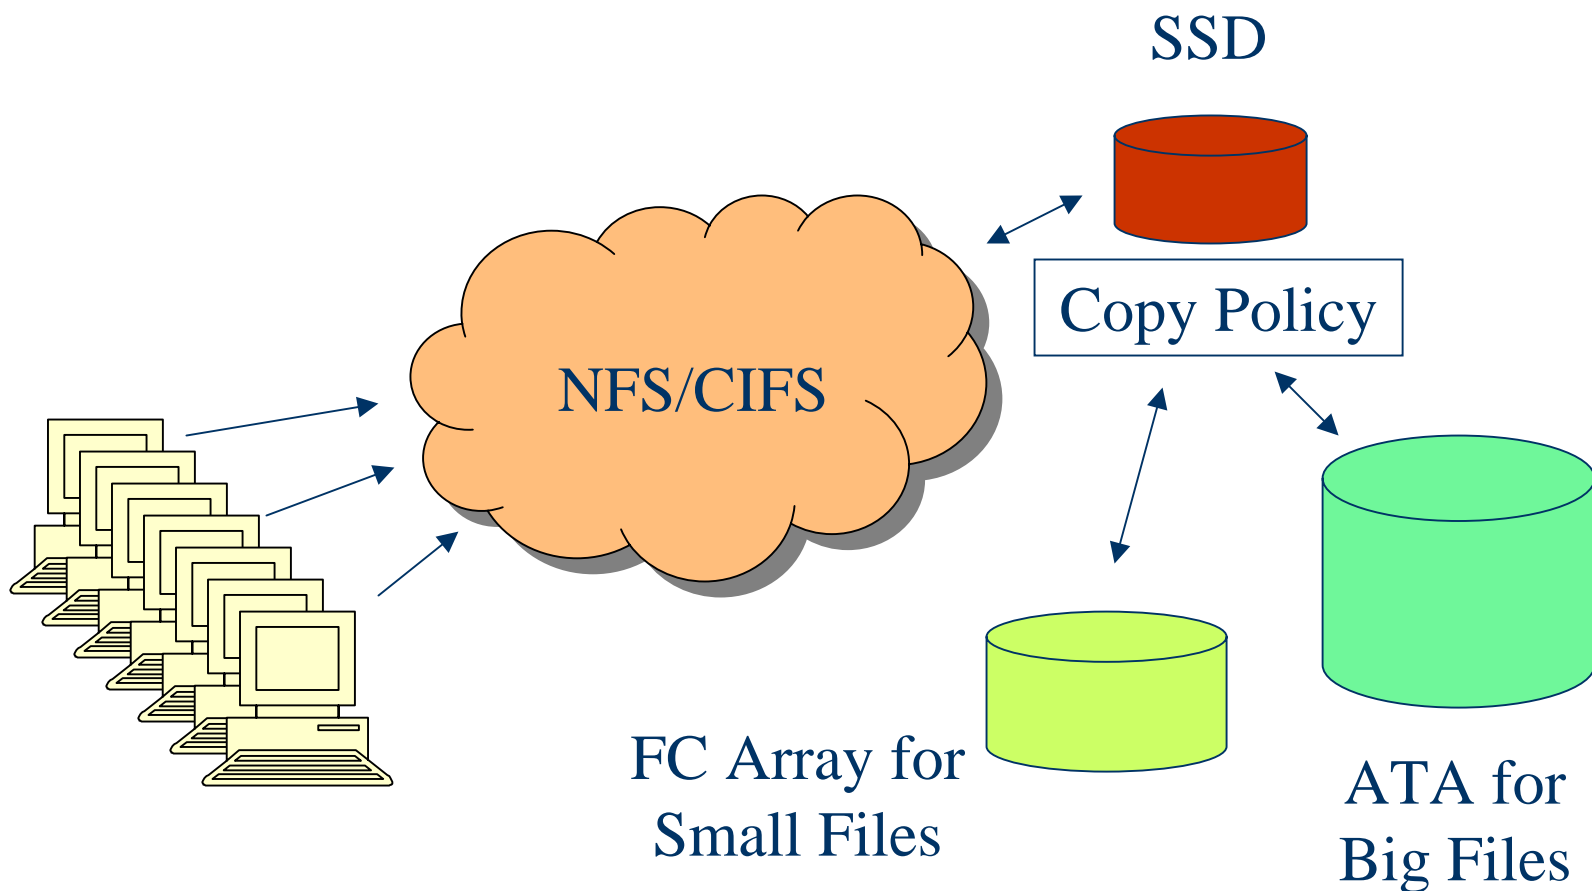 SSD
Copy Policy
NFS/CIFS
FC Array for
Small Files
ATA for
Big Files